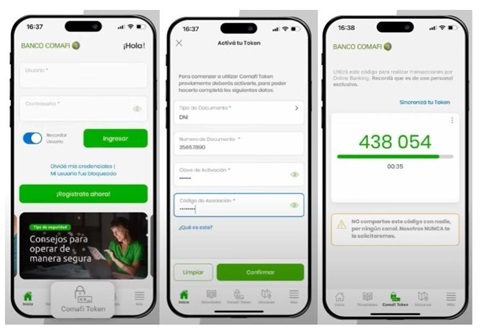 16:37
BANCO COMAFI
¡Hola!
Usuario *
Contraseña *
Recordar
Usuario
Ingresar
Olvidé mis credenciales |
Mi usuario fue bloqueado
¡Registrate ahora!
Tips de seguridad
Consejos para
operar de
manera segura
Comafi Token
Inicio
Más
16:37
Activá tu Token
Para comenzar a utilizar Comafi Token
previamente deberás activarlo, para poder
hacerlo completá los siguientes datos:
Tipo de Documento *
DNI
Número de Documento *
35657890
Clave de Activación *
Código de Asociación *
¿Qué es esto?
Limpiar
Confirmar
Inicio
Novedades
Comafi Token
Más
16:38
BANCO COMAFI
Utilizá este código para realizar transacciones por
Online Banking. Recordá que es de uso personal
exclusivo.
Sincronizá tu Token
438 054
00:25
NO compartas este código con nadie,
por ningún canal. Nosotros NUNCA te
lo solicitaremos.
Inicio
Novedades
Comafi Token
Más